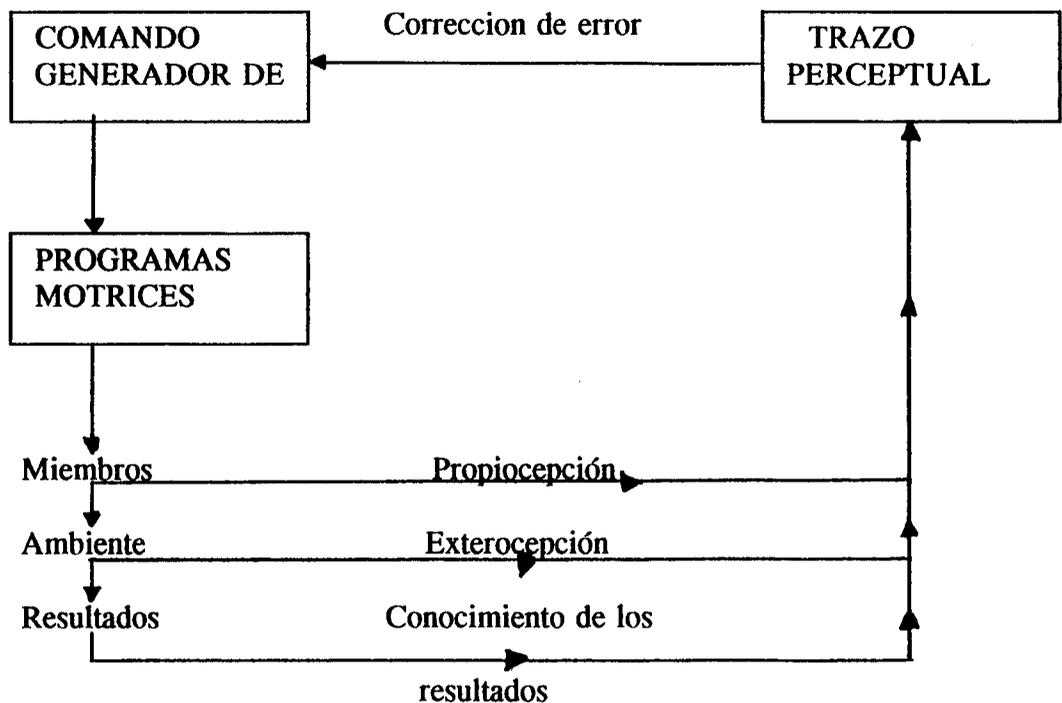 COMANDO
GENERADOR DE
Correccion de error
TRAZO
PERCEPTUAL
PROGRAMAS
MOTRICES
Miembros
Propiocepción
Ambiente
Exterocepción
Resultados
Conocimiento de los
resultados